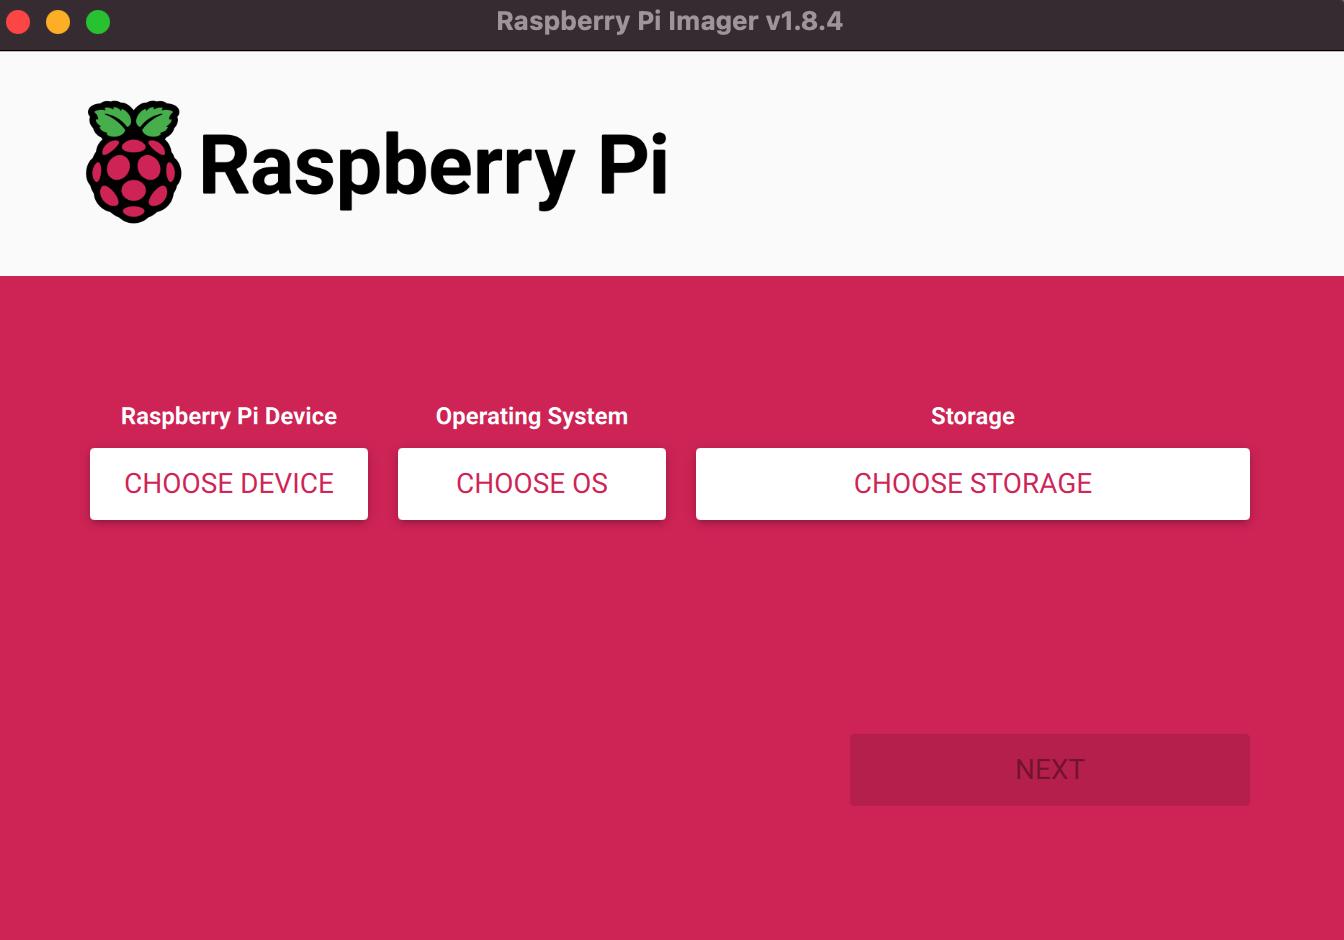 Raspberry Pi Imager v1.8.4
Raspberry Pi
Raspberry Pi Device
Operating System
Storage
CHOOSE DEVICE
CHOOSE OS
CHOOSE STORAGE
NEXT